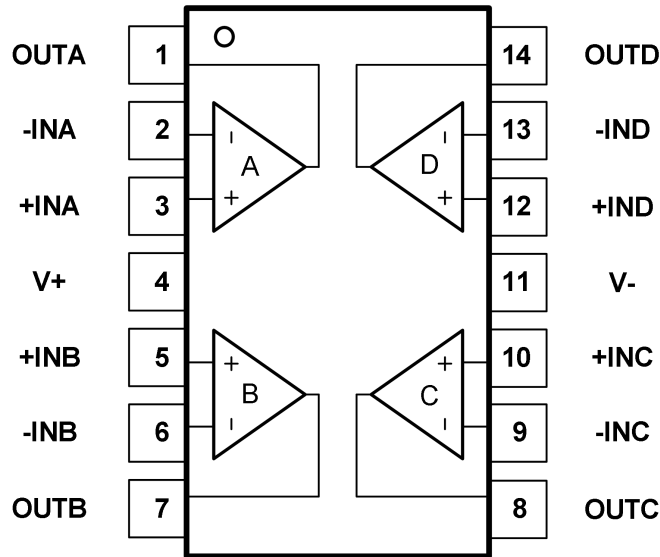 OUTA 1 14 OUTD
-INA 2 - - 13 -IND
A D
+INA 3 + + 12 +IND
V+ 4 11 V-
+INB 5 + + 10 +INC
B C
-INB 6 - - 9 -INC
OUTB 7 8 OUTC